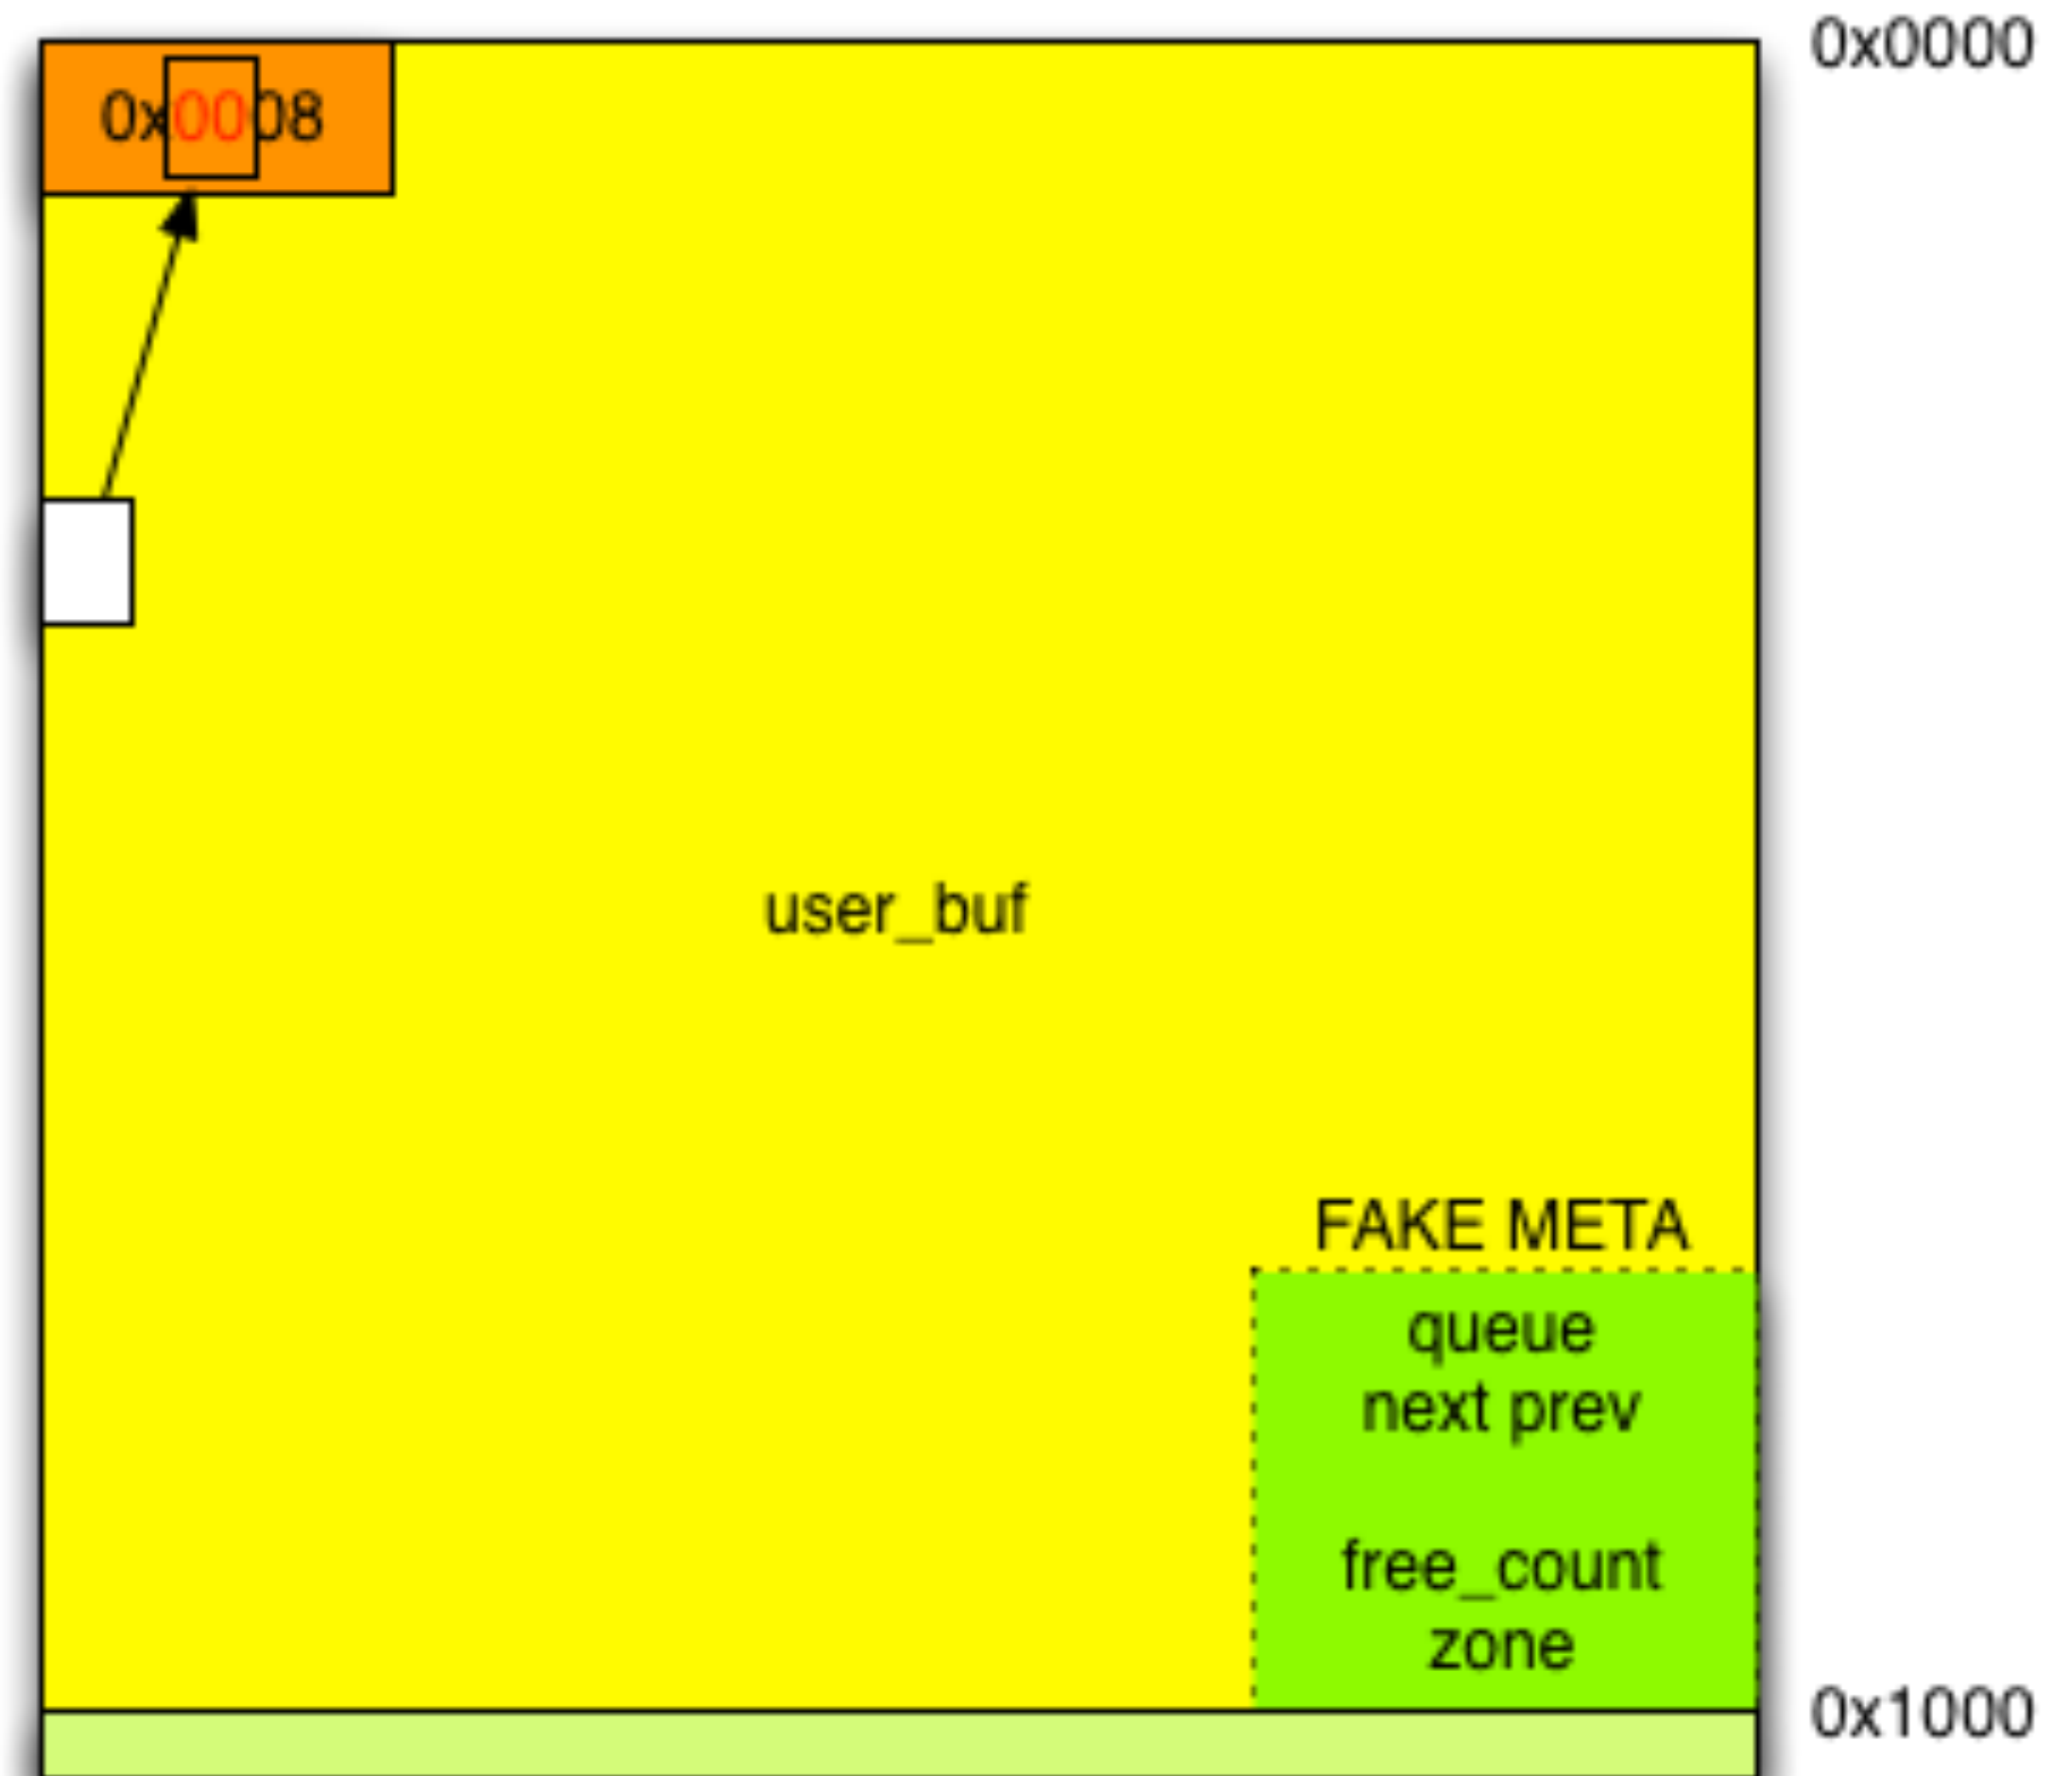 0x0000
0x0008
user_buf
FAKE META
queue
next prev
free_count
zone
0x1000